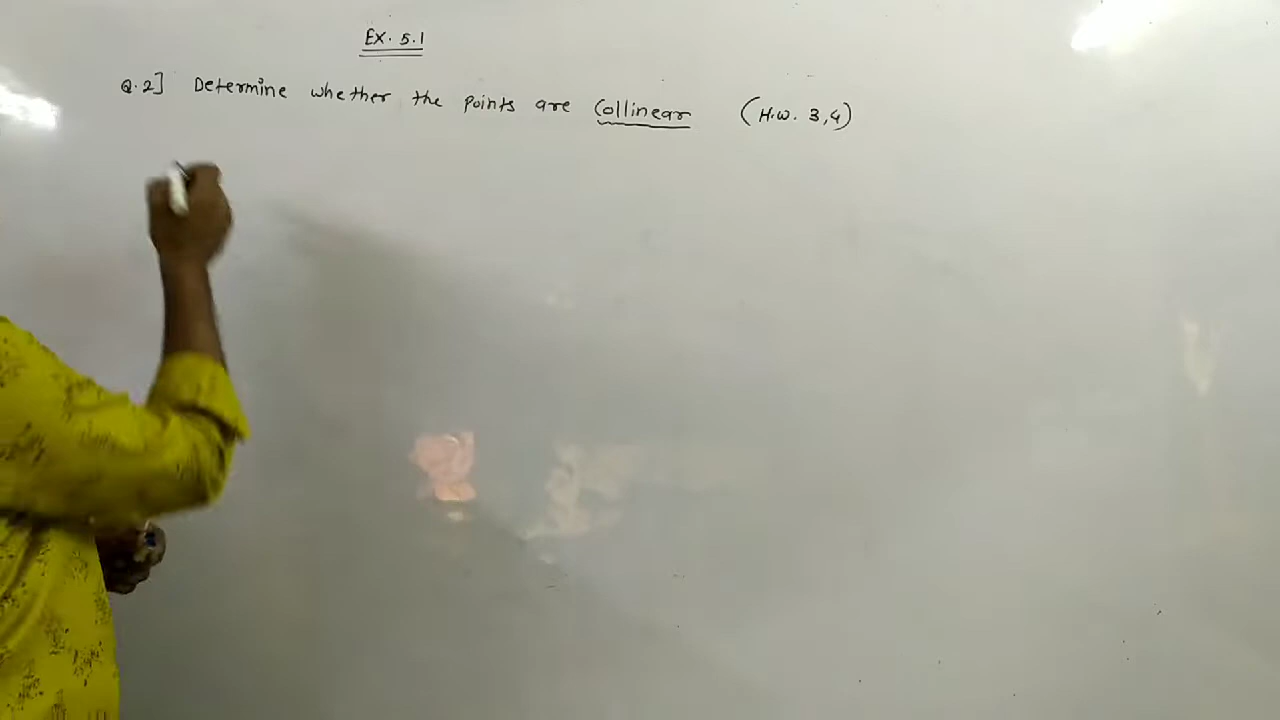 Ex. 5.1
Q.2] Determine whether the points are Collinear (H.W. 3,4)